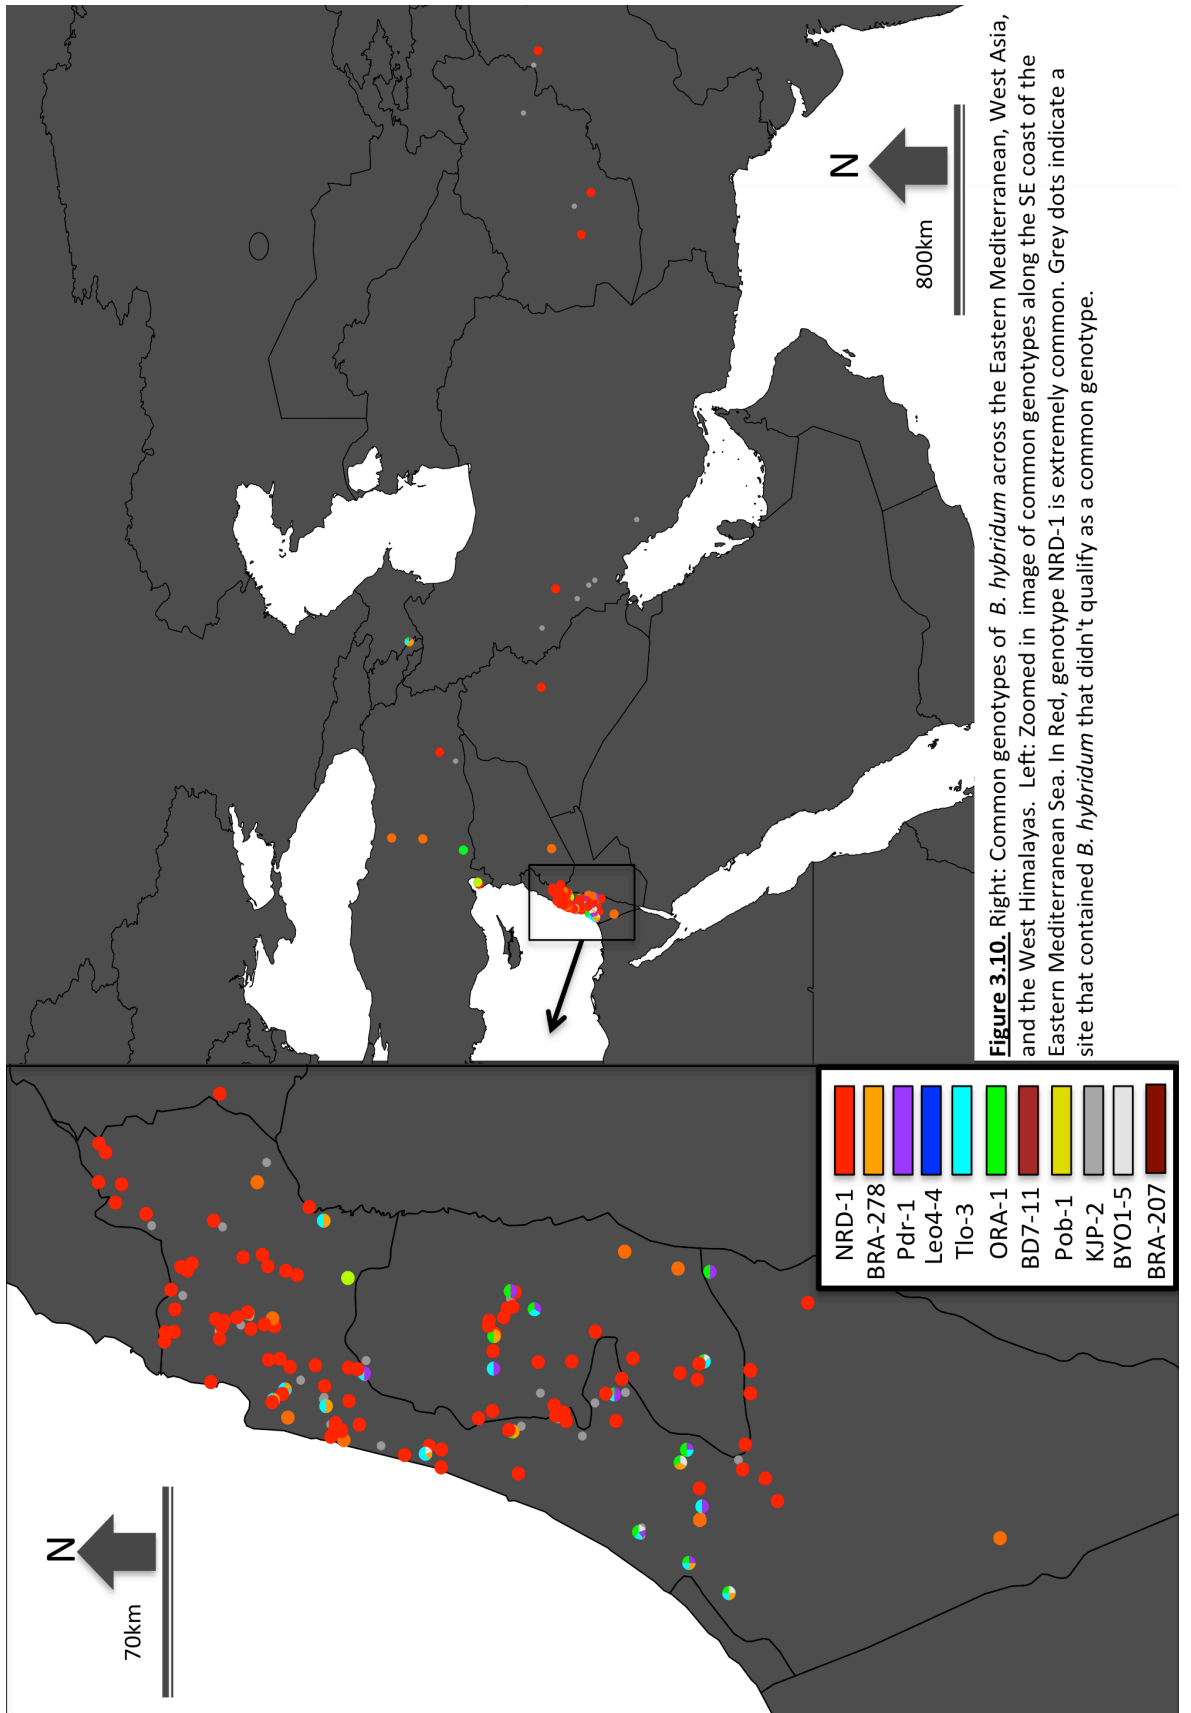 N
70km
N
800km
NRD-1
BRA-278
Pdr-1
Leo4-4
Tlo-3
ORA-1
BD7-11
Pob-1
KJP-2
BYO1-5
BRA-207
Figure 3.10. Right: Common genotypes of B. hybridum across the Eastern Mediterranean, West Asia,
and the West Himalayas. Left: Zoomed in image of common genotypes along the SE coast of the
Eastern Mediterranean Sea. In Red, genotype NRD-1 is extremely common. Grey dots indicate a
site that contained B. hybridum that didn't qualify as a common genotype.